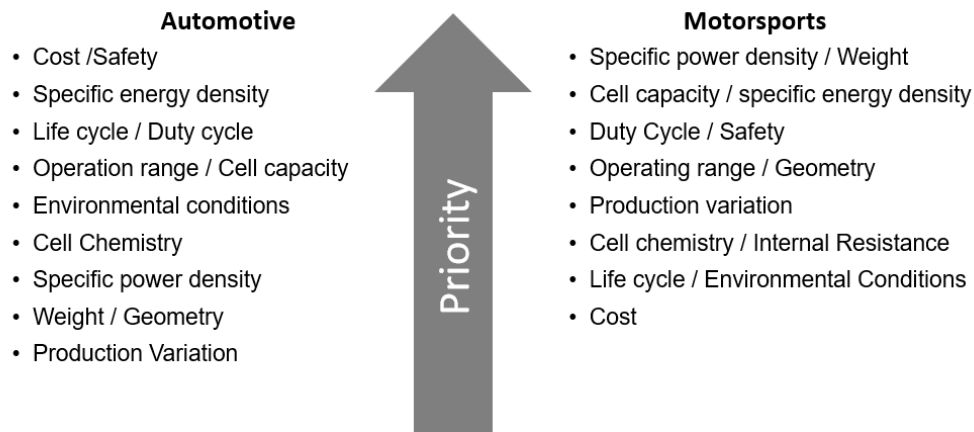 Automotive
• Cost /Safety
• Specific energy density
• Life cycle / Duty cycle
• Operation range / Cell capacity
• Environmental conditions
• Cell Chemistry
• Specific power density
• Weight / Geometry
• Production Variation
Priority
Motorsports
• Specific power density / Weight
• Cell capacity / specific energy density
• Duty Cycle / Safety
• Operating range / Geometry
• Production variation
• Cell chemistry / Internal Resistance
• Life cycle / Environmental Conditions
• Cost